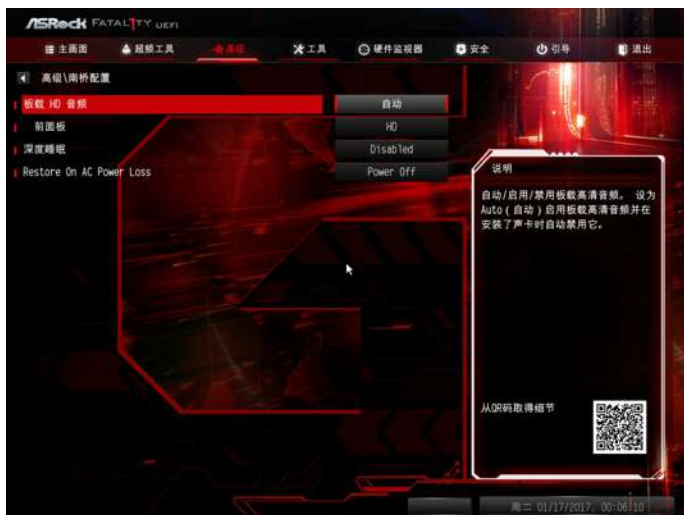 ASRock FATAL1TY UEFI
主画面 超频工具 高级 工具 硬件监视器 安全 引导 退出
高级\南桥配置
板载 HD 音频 自动
前面板 HD
深度睡眠 Disabled
Restore On AC Power Loss Power Off
说明
自动/启用/禁用板载高清音频。 设为
Auto（自动）启用板载高清音频并在
安装了声卡时自动禁用它。
从QR码取得细节
周二 01/17/2017. 00:06:10